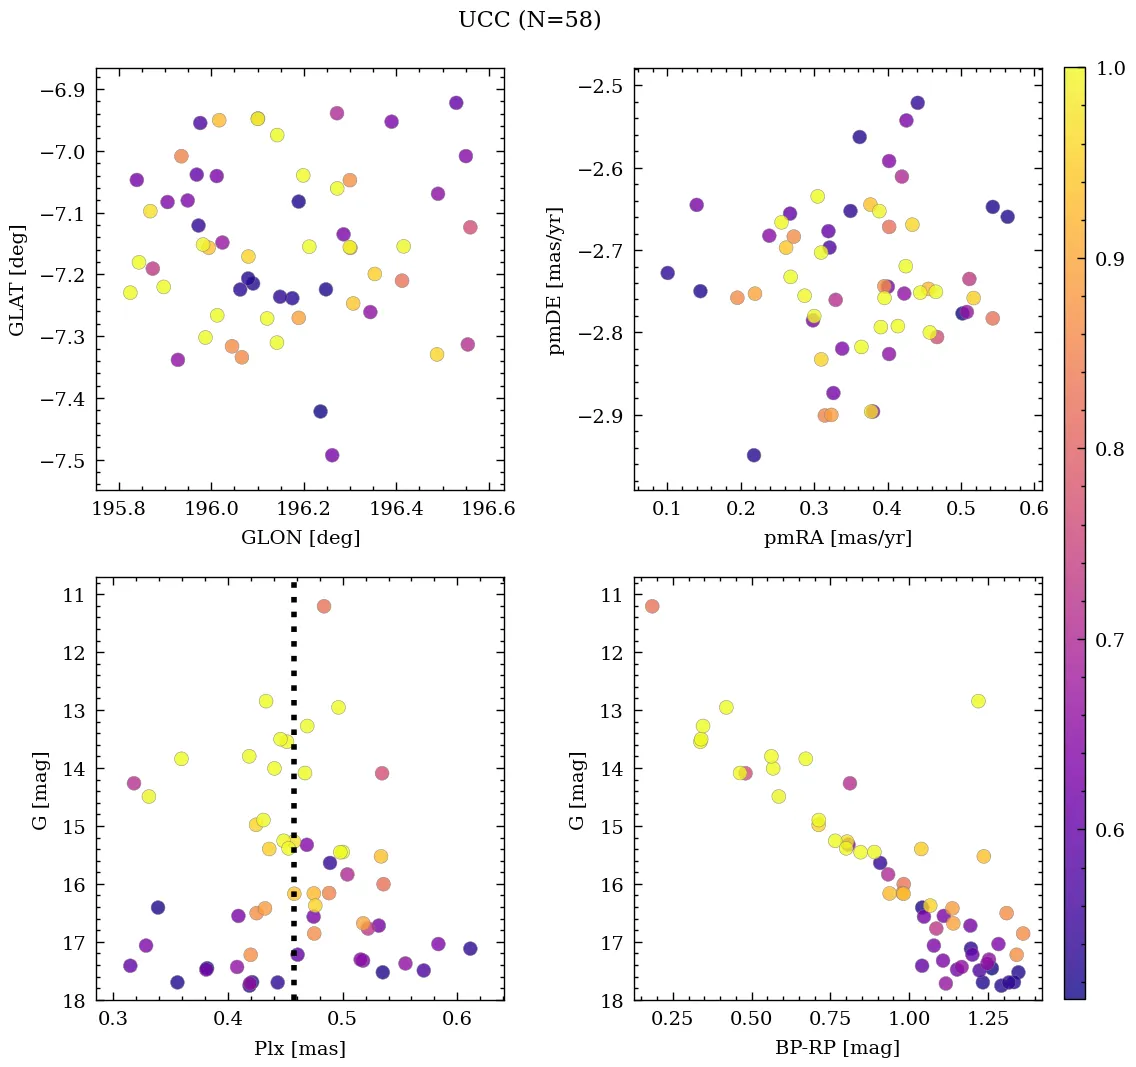 UCC (N=58)
−6.9
−7.0
−7.1
−7.2
−7.3
−7.4
−7.5
GLAT [deg]
195.8 196.0 196.2 196.4 196.6
GLON [deg]
−2.5
−2.6
−2.7
−2.8
−2.9
pmDE [mas/yr]
0.1 0.2 0.3 0.4 0.5 0.6
pmRA [mas/yr]
1.0
0.9
0.8
0.7
0.6
11
12
13
14
15
16
17
18
G [mag]
0.3 0.4 0.5 0.6
Plx [mas]
11
12
13
14
15
16
17
18
G [mag]
0.25 0.50 0.75 1.00 1.25
BP-RP [mag]